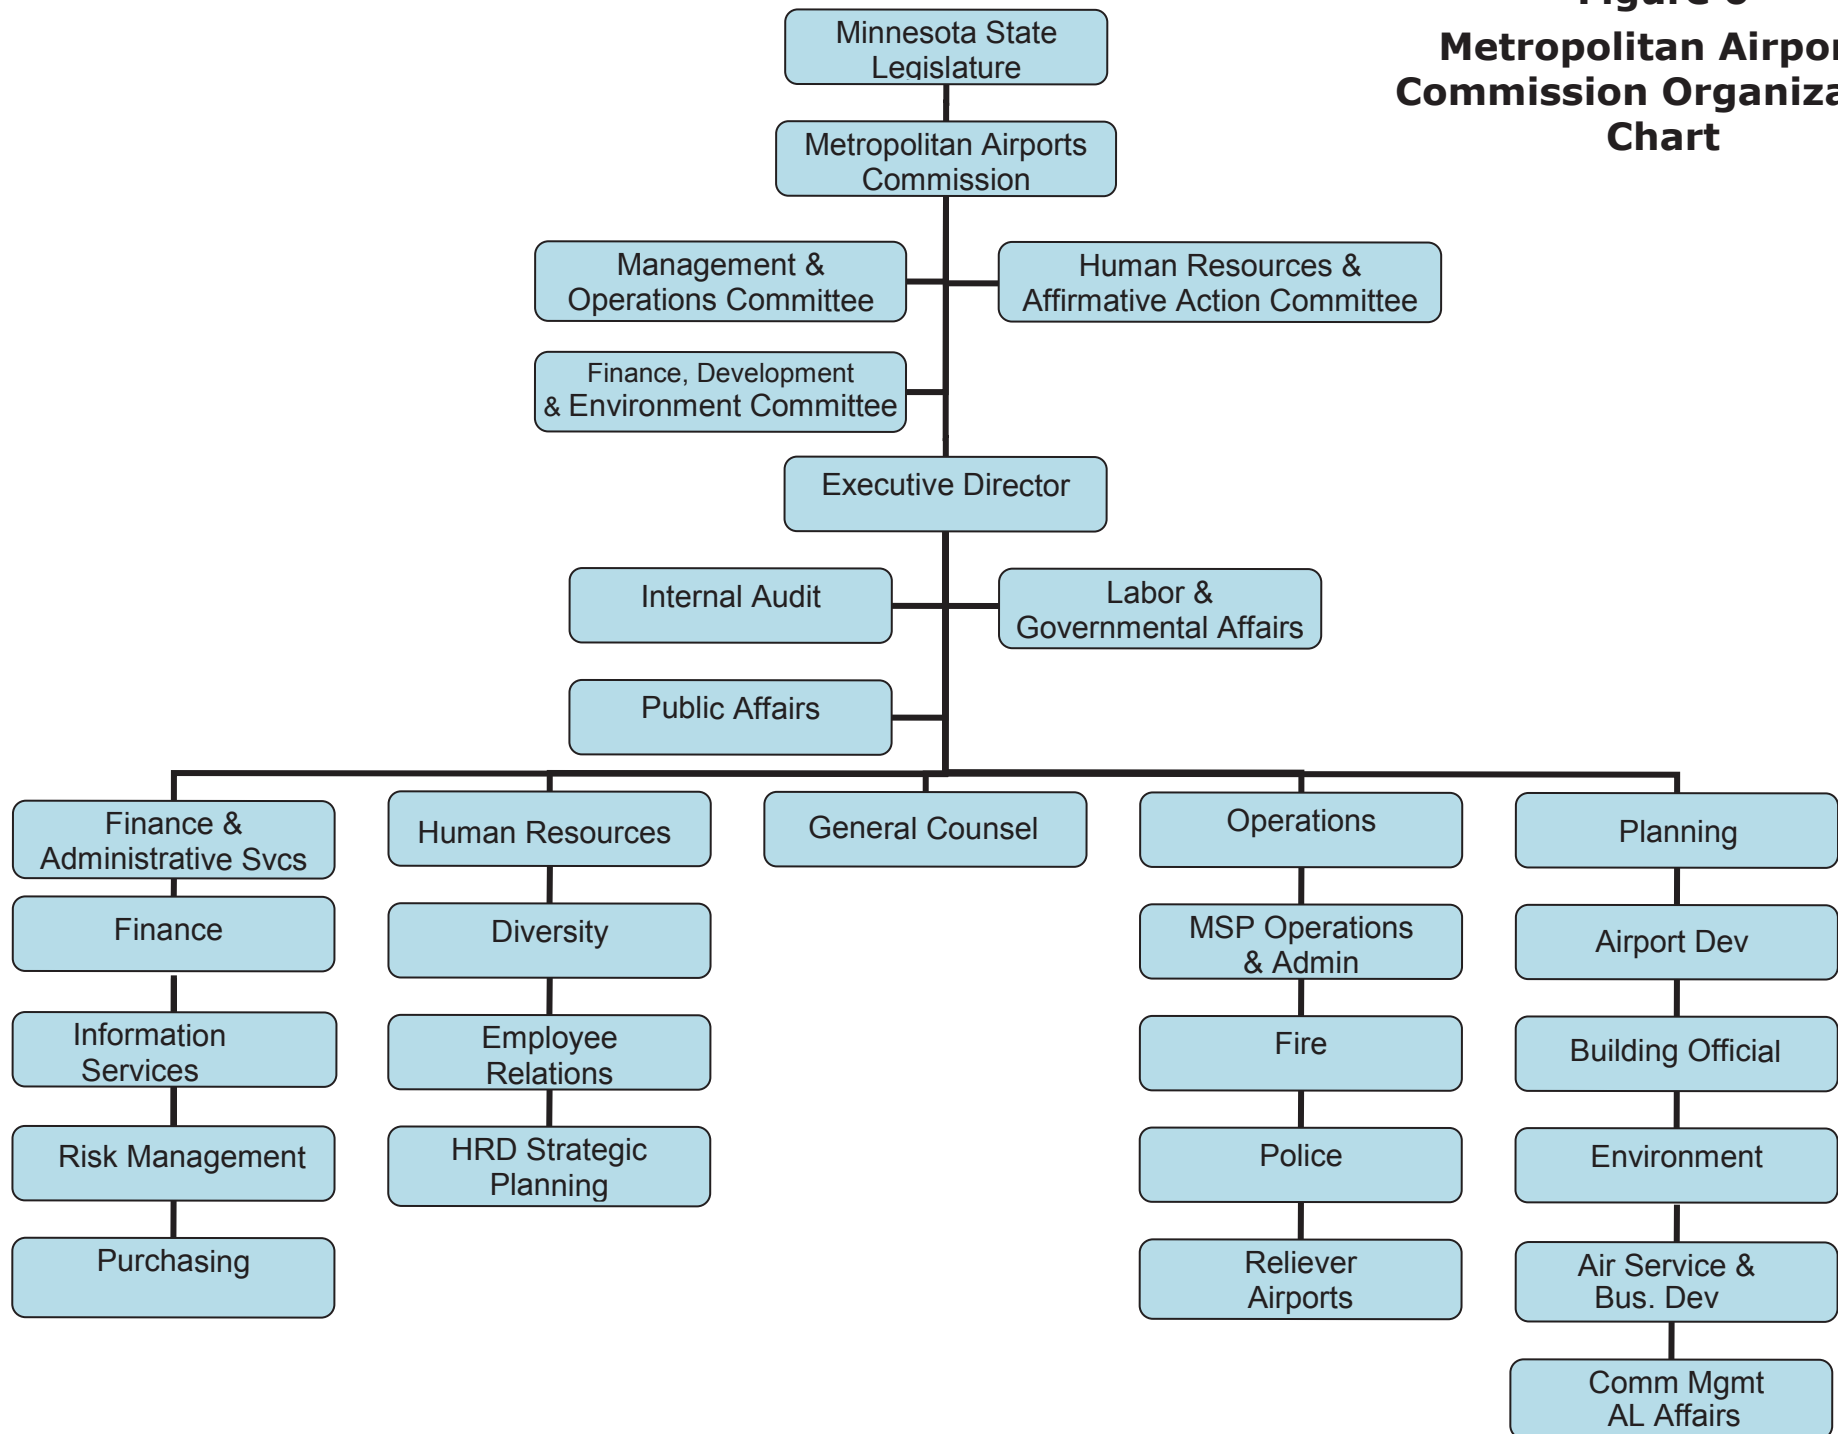 Metropolitan Airpor
Commission Organiza
Chart
Minnesota State
Legislature
Metropolitan Airports
Commission
Management &
Operations Committee
Human Resources &
Affirmative Action Committee
Finance, Development
& Environment Committee
Executive Director
Internal Audit
Labor &
Governmental Affairs
Public Affairs
Finance &
Administrative Svcs
Finance
Information
Services
Risk Management
Purchasing
Human Resources
Diversity
Employee
Relations
HRD Strategic
Planning
General Counsel
Operations
MSP Operations
& Admin
Fire
Police
Reliever
Airports
Planning
Airport Dev
Building Official
Environment
Air Service &
Bus. Dev
Comm Mgmt
AL Affairs